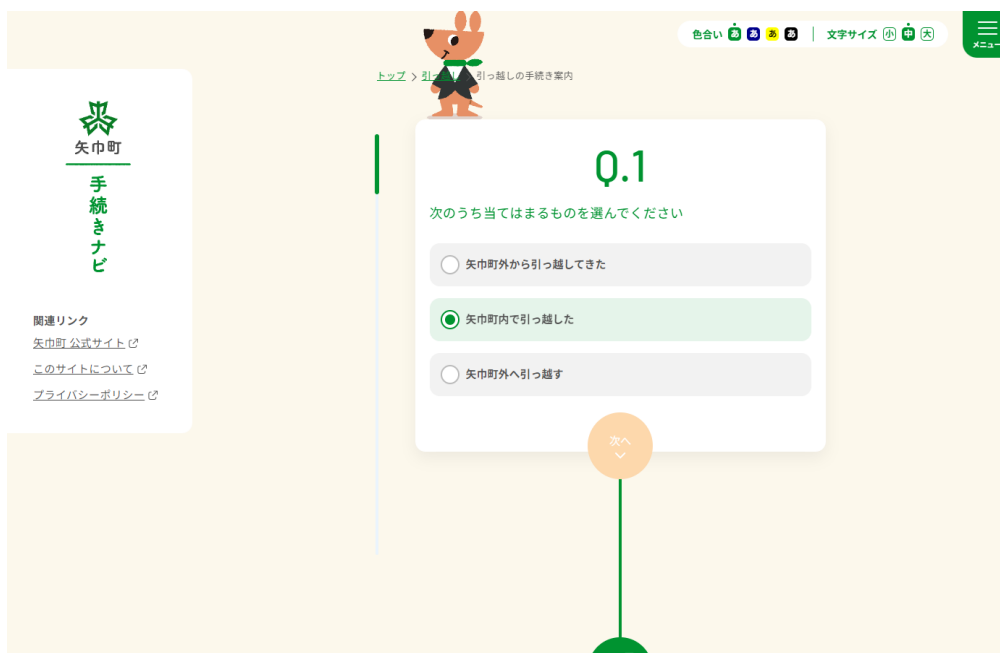 色合い ああああ 文字サイズ 小 中 大
メニュー
トップ > 引っ越し > 引っ越しの手続き案内
矢巾町
手続きナビ
関連リンク
矢巾町 公式サイト
このサイトについて
プライバシーポリシー
Q.1
次のうち当てはまるものを選んでください
矢巾町外から引っ越してきた
矢巾町内で引っ越した
矢巾町外へ引っ越す
次へ